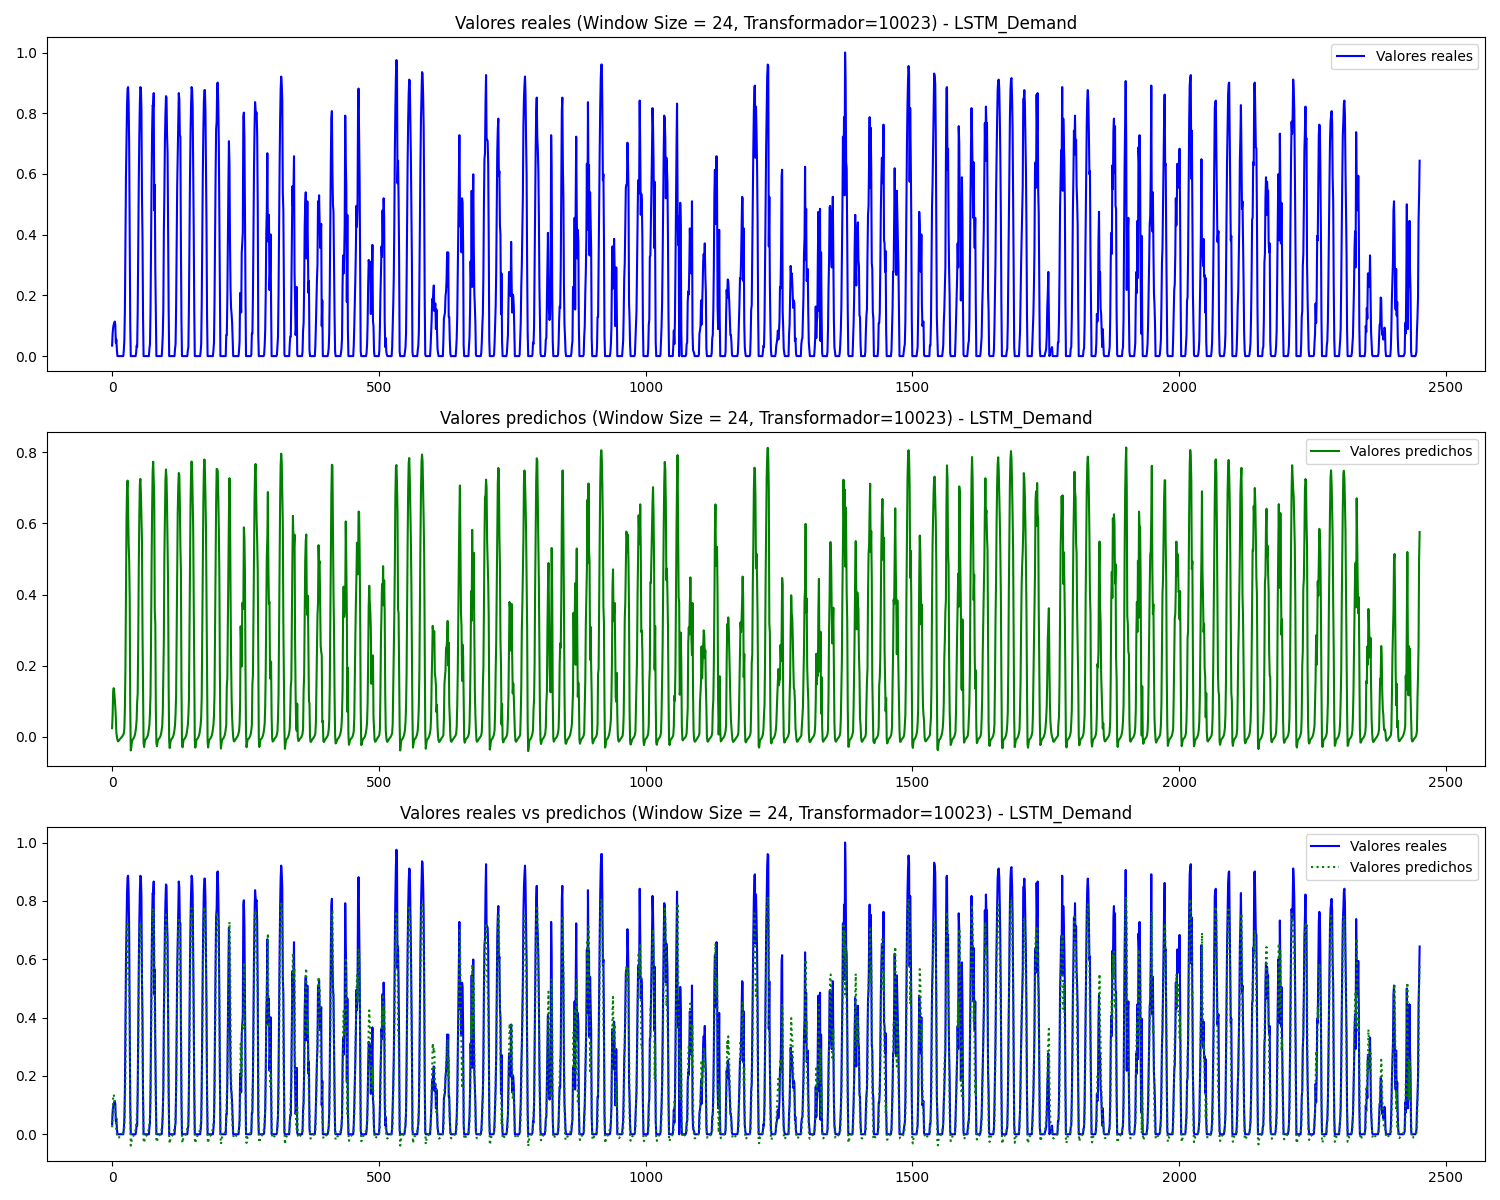 Valores reales (Window Size = 24, Transformador=10023) - LSTM_Demand
Valores reales
1.0
0.8
0.6
0.4
0.2
0.0
0 500 1000 1500 2000 2500
Valores predichos (Window Size = 24, Transformador=10023) - LSTM_Demand
Valores predichos
0.8
0.6
0.4
0.2
0.0
0 500 1000 1500 2000 2500
Valores reales vs predichos (Window Size = 24, Transformador=10023) - LSTM_Demand
Valores reales
Valores predichos
1.0
0.8
0.6
0.4
0.2
0.0
0 500 1000 1500 2000 2500